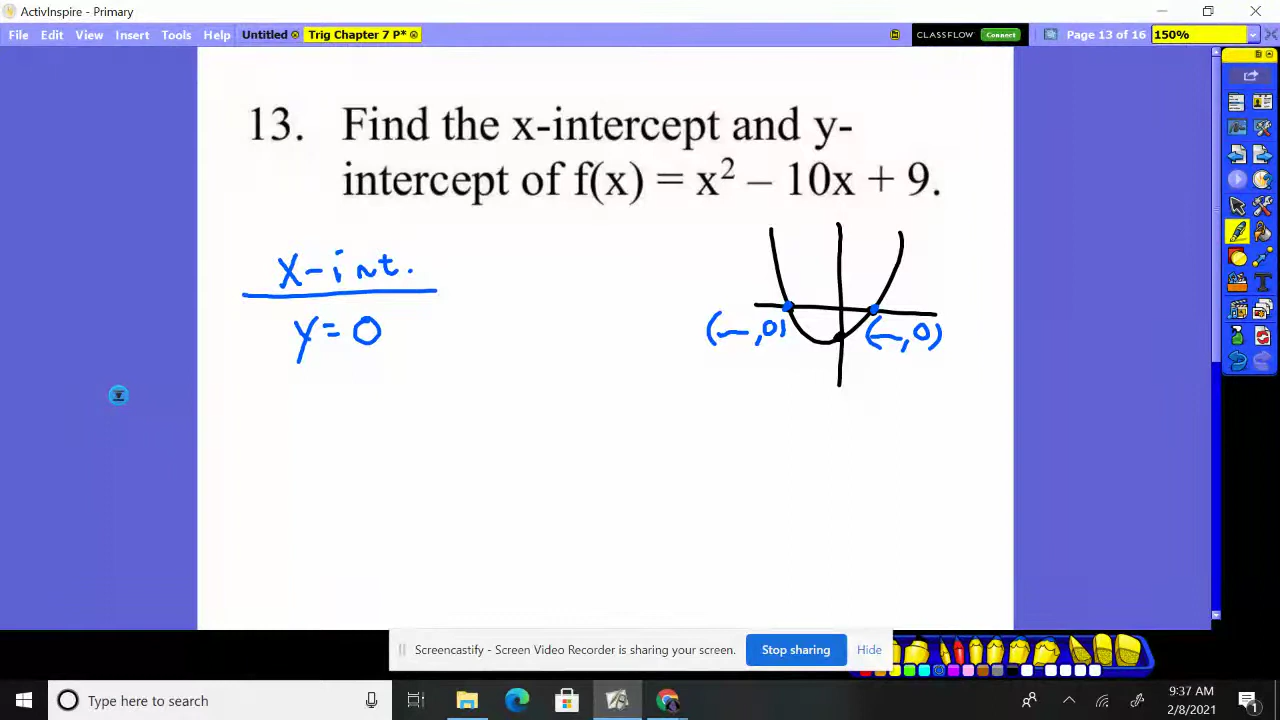 ActivInspire - Primary
File Edit View Insert Tools Help Untitled Trig Chapter 7 P* CLASSFLOW Connect Page 13 of 16 150%
13. Find the x-intercept and y-
intercept of f(x) = x² – 10x + 9.
x-int.
y = 0
(—, 0) (—, 0)
Screencastify - Screen Video Recorder is sharing your screen. Stop sharing Hide
Type here to search
9:37 AM
2/8/2021
1